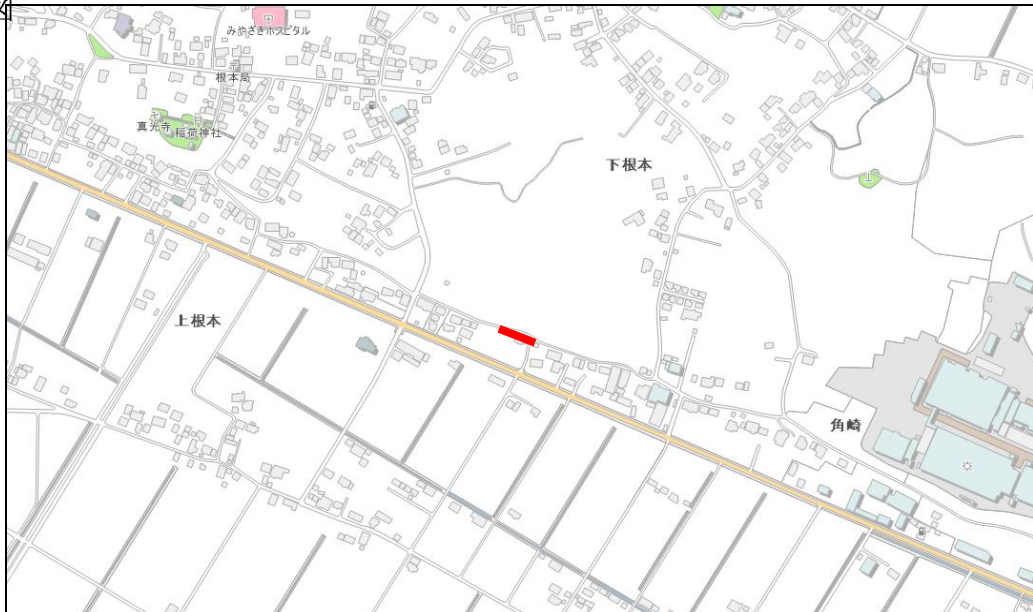 みやざきホスピタル
根本局
真光寺
稲荷神社
下根本
上根本
角崎